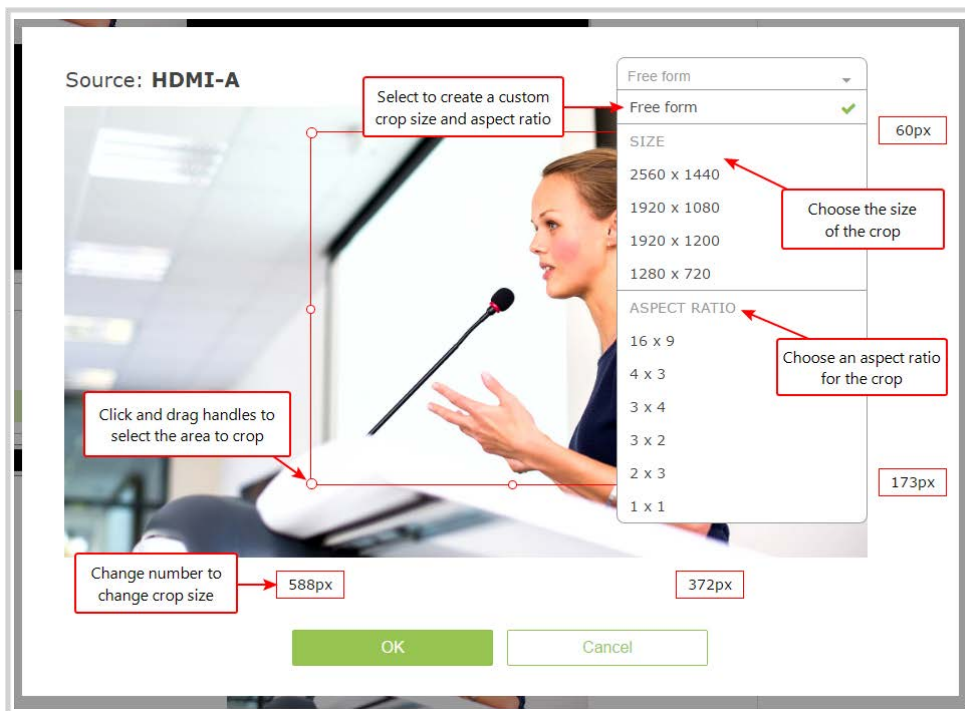 Source: HDMI-A
Free form
Select to create a custom
crop size and aspect ratio
Free form
60px
SIZE
2560 x 1440
1920 x 1080
Choose the size
of the crop
1920 x 1200
1280 x 720
ASPECT RATIO
16 x 9
Choose an aspect ratio
for the crop
4 x 3
3 x 4
Click and drag handles to
select the area to crop
3 x 2
2 x 3
173px
1 x 1
Change number to
change crop size
588px
372px
OK
Cancel